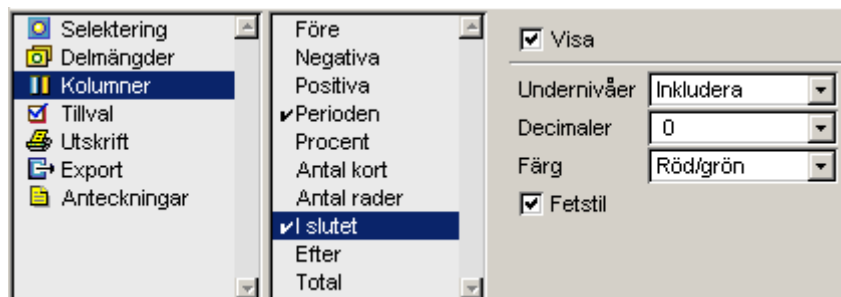 Selektering
Delmängder
Kolumner
Tillval
Utskrift
Export
Anteckningar
Före
Negativa
Positiva
Perioden
Procent
Antal kort
Antal rader
I slutet
Efter
Total
Visa
Undernivåer Inkludera
Decimaler 0
Färg Röd/grön
Fetstil